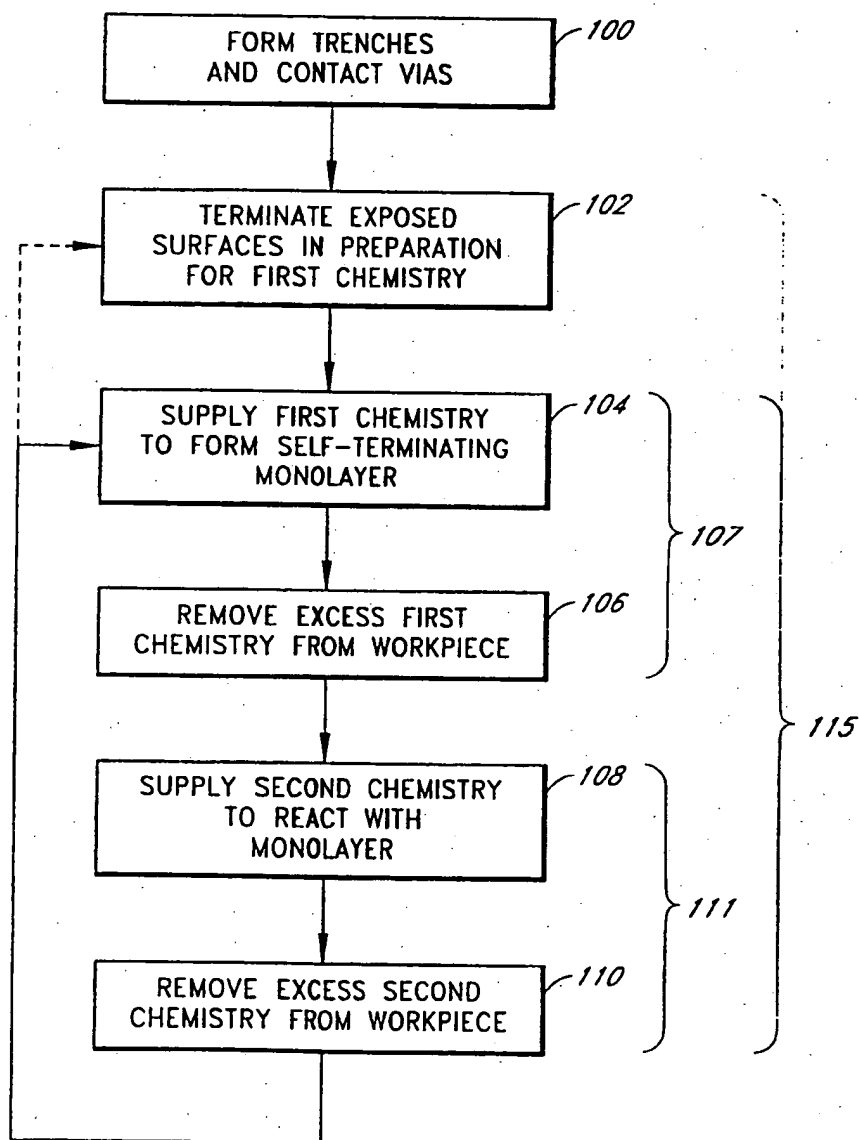 100
FORM TRENCHES
AND CONTACT VIAS
102
TERMINATE EXPOSED
SURFACES IN PREPARATION
FOR FIRST CHEMISTRY
104
SUPPLY FIRST CHEMISTRY
TO FORM SELF-TERMINATING
MONOLAYER
107
106
REMOVE EXCESS FIRST
CHEMISTRY FROM WORKPIECE
115
108
SUPPLY SECOND CHEMISTRY
TO REACT WITH
MONOLAYER
111
110
REMOVE EXCESS SECOND
CHEMISTRY FROM WORKPIECE